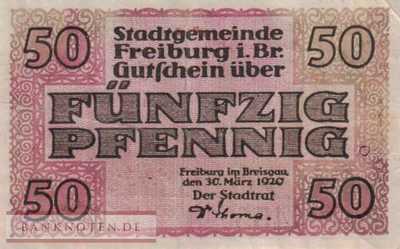 50 Stadtgemeinde 50
Freiburg i. Br.
Gutschein über
FÜNFZIG
PFENNIG
Freiburg im Breisgau,
den 30. März 1920
50 Der Stadtrat 50
Thoma.
BANKNOTEN.DE